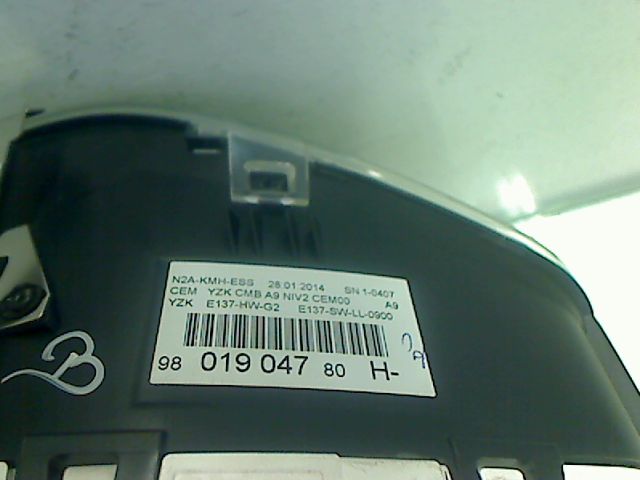 N2A-KMH-ESS 28.01.2014 SN 1-0407
CEM YZK CMB A9 NIV2 CEM00 A9
YZK E137-HW-G2 E137-SW-LL-0900
98 019 047 80 H-
B